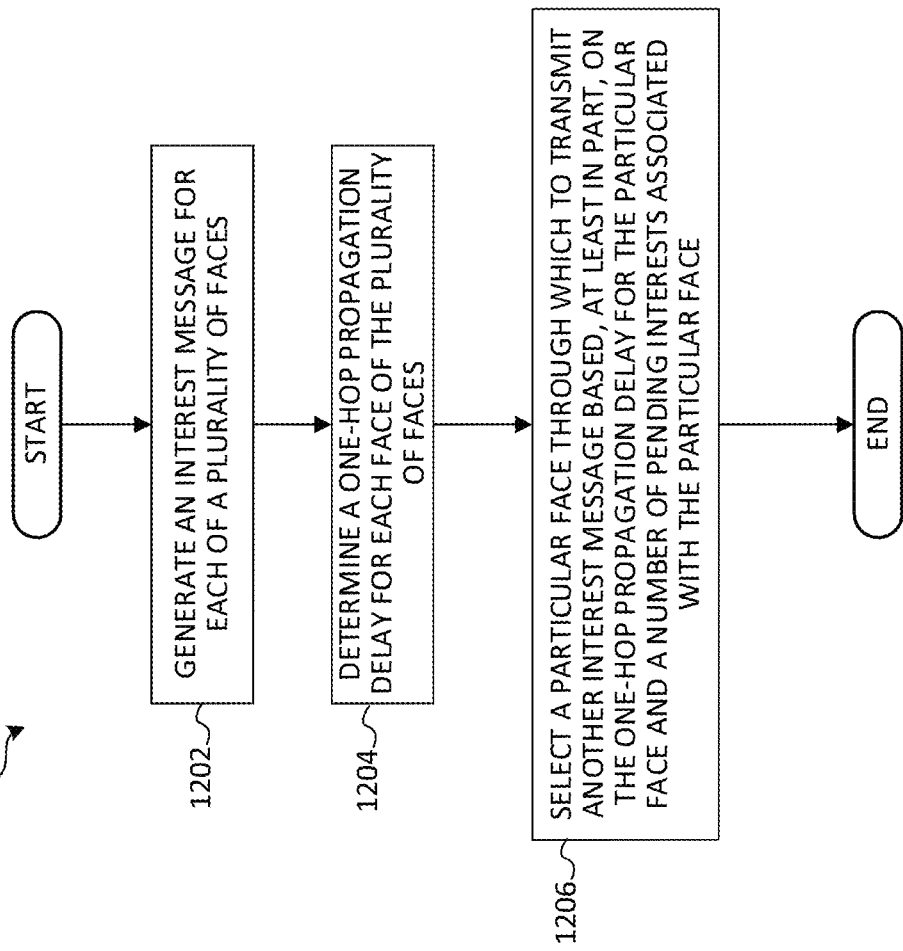 START
GENERATE AN INTEREST MESSAGE FOR
EACH OF A PLURALITY OF FACES
1202
DETERMINE A ONE-HOP PROPAGATION
DELAY FOR EACH FACE OF THE PLURALITY
OF FACES
1204
SELECT A PARTICULAR FACE THROUGH WHICH TO TRANSMIT
ANOTHER INTEREST MESSAGE BASED, AT LEAST IN PART, ON
THE ONE-HOP PROPAGATION DELAY FOR THE PARTICULAR
FACE AND A NUMBER OF PENDING INTERESTS ASSOCIATED
WITH THE PARTICULAR FACE
1206
END